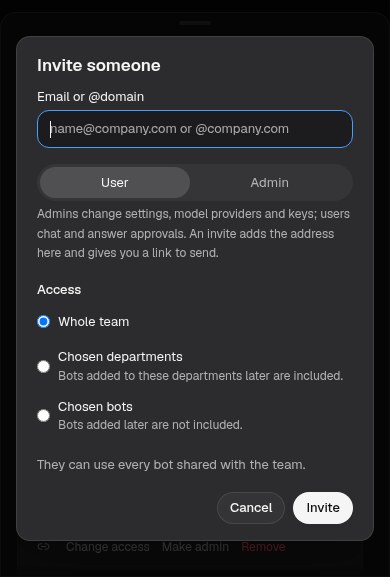 Invite someone
Email or @domain
name@company.com or @company.com
User Admin
Admins change settings, model providers and keys; users
chat and answer approvals. An invite adds the address
here and gives you a link to send.
Access
Whole team
Chosen departments
Bots added to these departments later are included.
Chosen bots
Bots added later are not included.
They can use every bot shared with the team.
Cancel Invite
Change access Make admin Remove